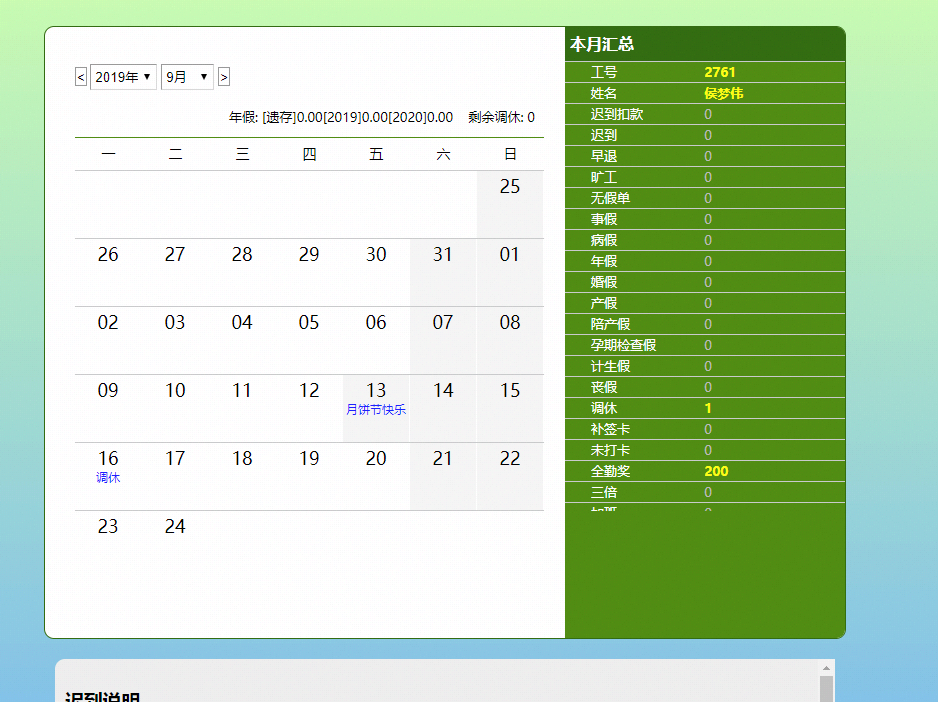 < 2019年 9月 >
年假: [遗存]0.00[2019]0.00[2020]0.00 剩余调休: 0
一 二 三 四 五 六 日
25
26 27 28 29 30 31 01
02 03 04 05 06 07 08
09 10 11 12 13 14 15
月饼节快乐
16 17 18 19 20 21 22
调休
23 24
本月汇总
工号 2761
姓名 侯梦伟
迟到扣款 0
迟到 0
早退 0
旷工 0
无假单 0
事假 0
病假 0
年假 0
婚假 0
产假 0
陪产假 0
孕期检查假 0
计生假 0
丧假 0
调休 1
补签卡 0
未打卡 0
全勤奖 200
三倍 0
加班 0
迟到说明